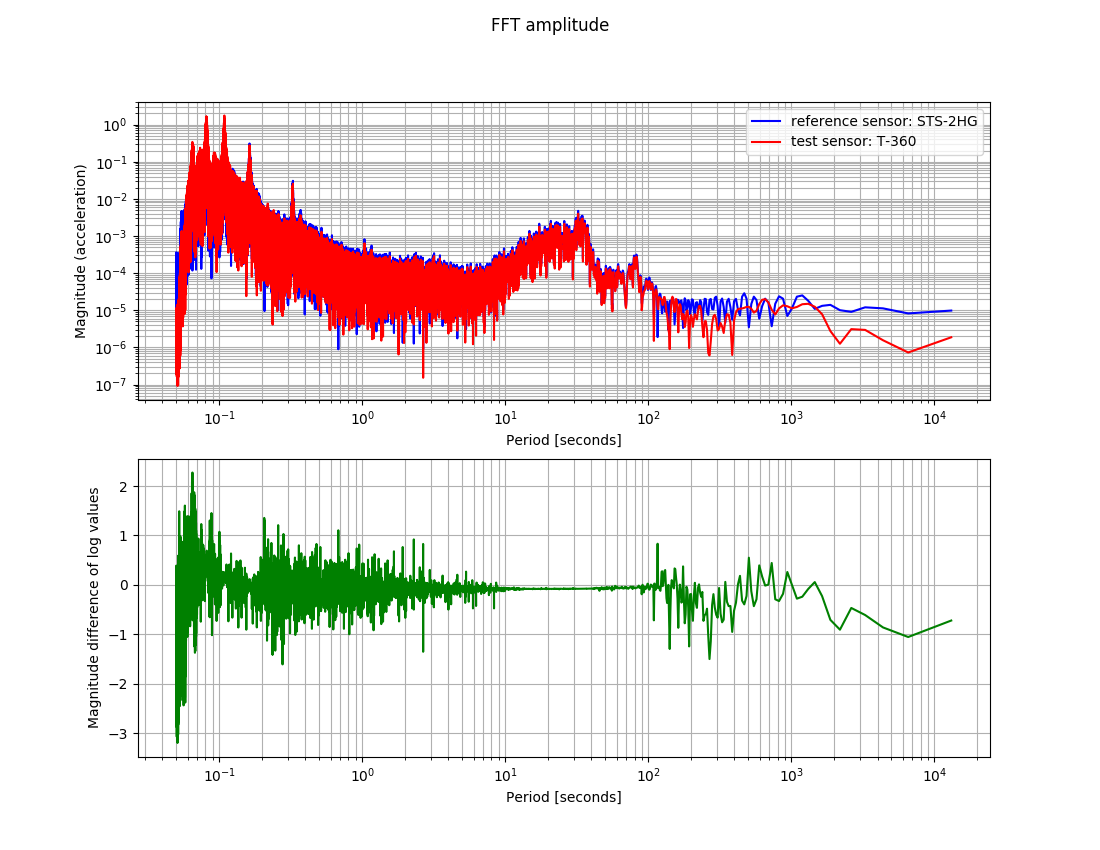 FFT amplitude
Magnitude (acceleration)
10⁰
10⁻¹
10⁻²
10⁻³
10⁻⁴
10⁻⁵
10⁻⁶
10⁻⁷
reference sensor: STS-2HG
test sensor: T-360
10⁻¹ 10⁰ 10¹ 10² 10³ 10⁴
Period [seconds]
Magnitude difference of log values
2
1
0
−1
−2
−3
10⁻¹ 10⁰ 10¹ 10² 10³ 10⁴
Period [seconds]